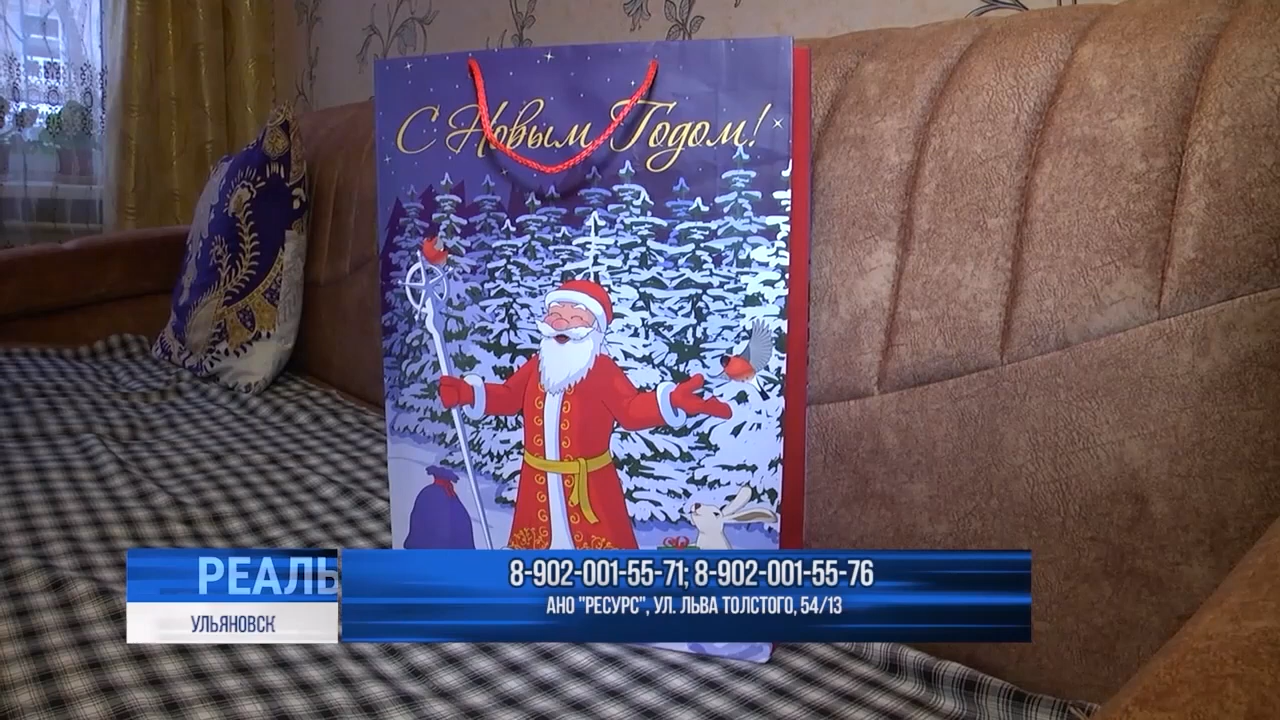 С Новым Годом!
РЕАЛЬ
УЛЬЯНОВСК
8-902-001-55-71; 8-902-001-55-76
АНО "РЕСУРС", УЛ. ЛЬВА ТОЛСТОГО, 54/13